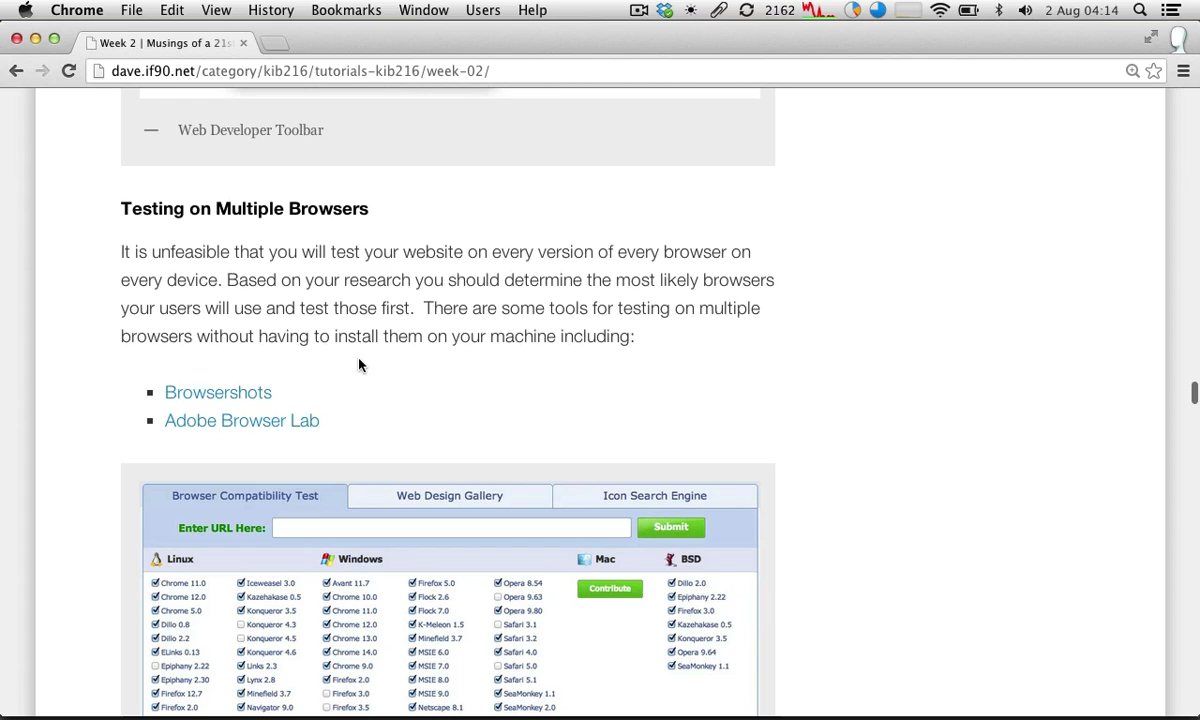 Chrome File Edit View History Bookmarks Window Users Help 2162 2 Aug 04:14
Week 2 | Musings of a 21s
dave.if90.net/category/kib216/tutorials-kib216/week-02/
— Web Developer Toolbar
Testing on Multiple Browsers
It is unfeasible that you will test your website on every version of every browser on
every device. Based on your research you should determine the most likely browsers
your users will use and test those first.  There are some tools for testing on multiple
browsers without having to install them on your machine including:
Browsershots
Adobe Browser Lab
Browser Compatibility Test Web Design Gallery Icon Search Engine
Enter URL Here: Submit
Linux Windows Mac BSD
Chrome 11.0 Iceweasel 3.0 Avant 11.7 Firefox 5.0 Opera 8.54 Contribute Dillo 2.0
Chrome 12.0 Kazehakase 0.5 Chrome 10.0 Flock 2.6 Opera 9.63 Epiphany 2.22
Chrome 5.0 Konqueror 3.5 Chrome 11.0 Flock 7.0 Opera 9.80 Firefox 3.0
Dillo 0.8 Konqueror 4.3 Chrome 12.0 K-Meleon 1.5 Safari 3.1 Kazehakase 0.5
Dillo 2.2 Konqueror 4.5 Chrome 13.0 Minefield 3.7 Safari 3.2 Konqueror 3.5
ELinks 0.13 Konqueror 4.6 Chrome 14.0 MSIE 6.0 Safari 4.0 Opera 9.64
Epiphany 2.22 Links 2.3 Chrome 9.0 MSIE 7.0 Safari 5.0 SeaMonkey 1.1
Epiphany 2.30 Lynx 2.8 Firefox 2.0 MSIE 8.0 Safari 5.1
Firefox 12.7 Minefield 3.7 Firefox 3.0 MSIE 9.0 SeaMonkey 1.1
Firefox 2.0 Navigator 9.0 Firefox 3.5 Netscape 8.1 SeaMonkey 2.0